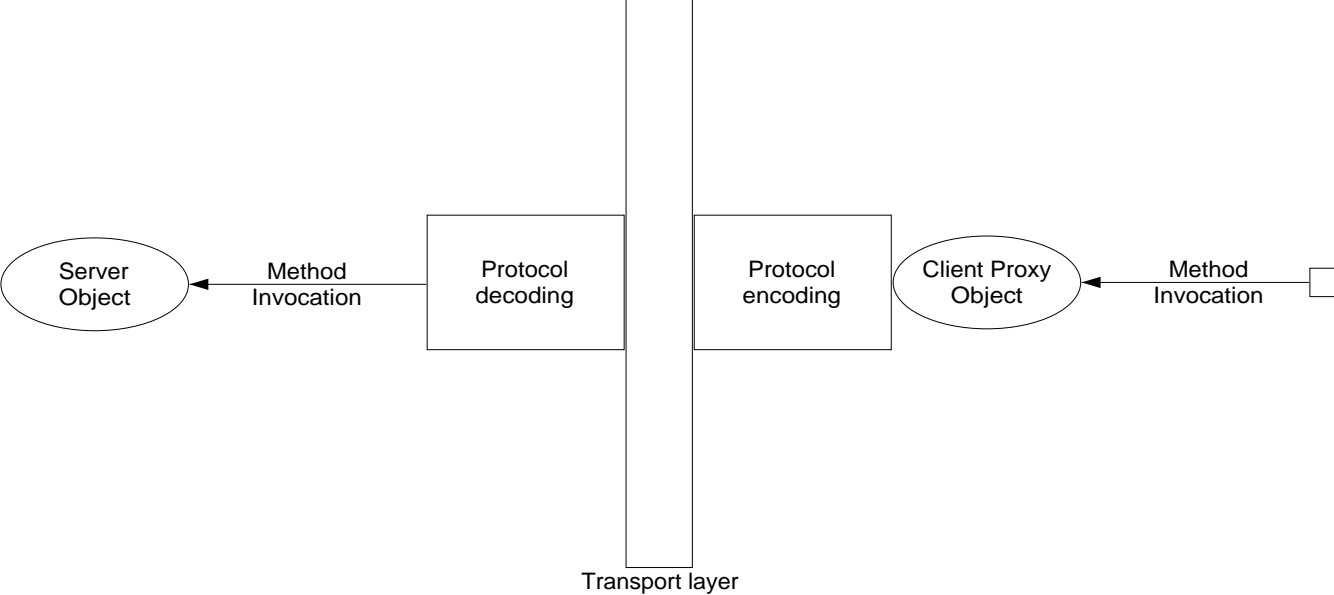 Server
Object
Method
Invocation
Protocol
decoding
Protocol
encoding
Client Proxy
Object
Method
Invocation
Transport layer